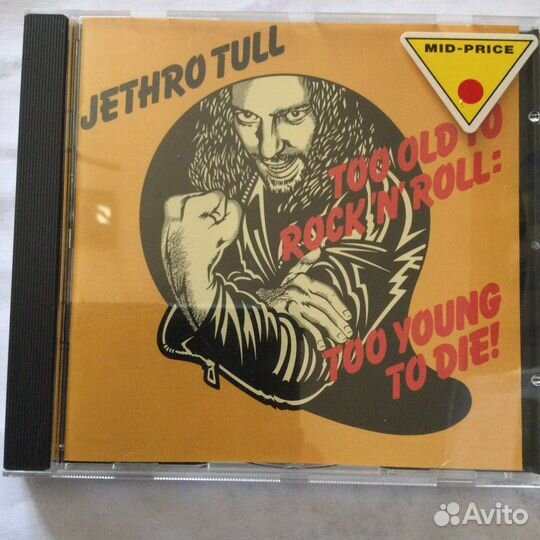 JETHRO TULL
MID-PRICE
TOO OLD TO
ROCK 'N' ROLL:
TOO YOUNG
TO DIE!
Avito